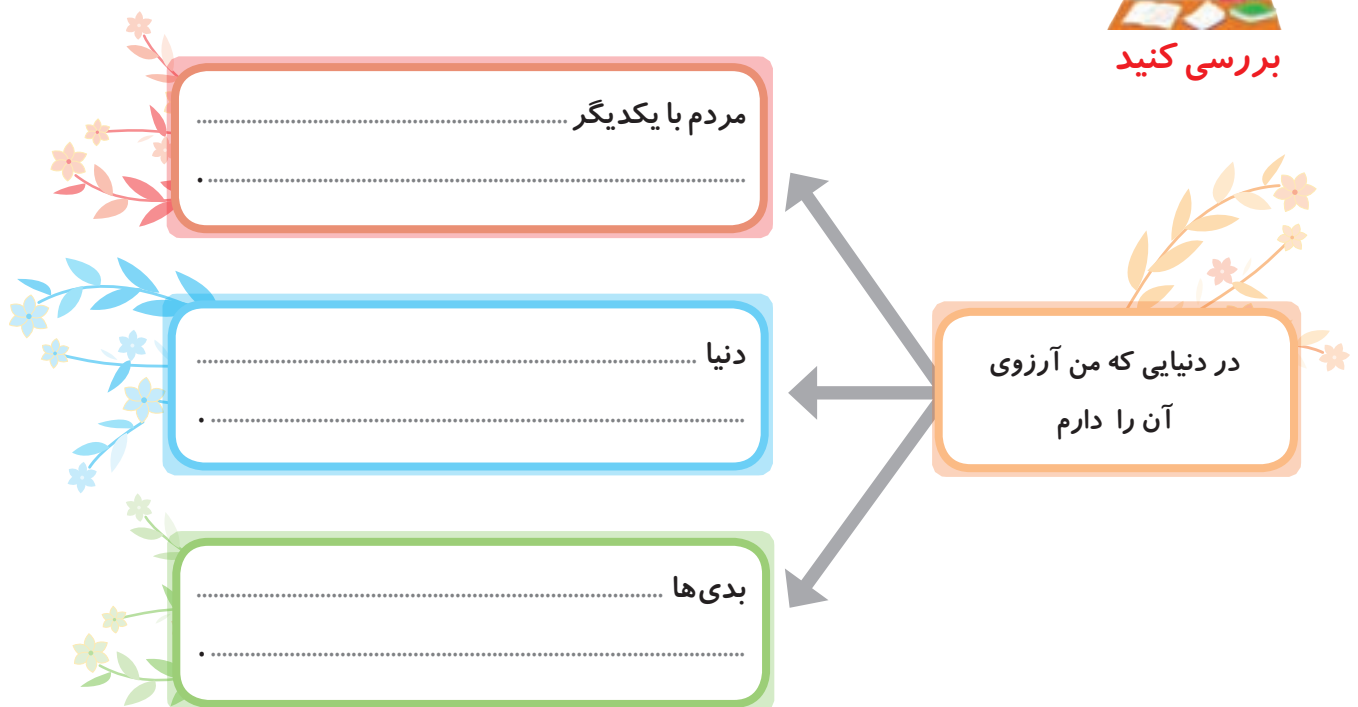 بررسی کنید
در دنیایی که من آرزوی
آن را دارم
مردم با یکدیگر ................................................................
................................................................ .
دنیا ................................................................
................................................................ .
بدی‌ها ................................................................
................................................................ .